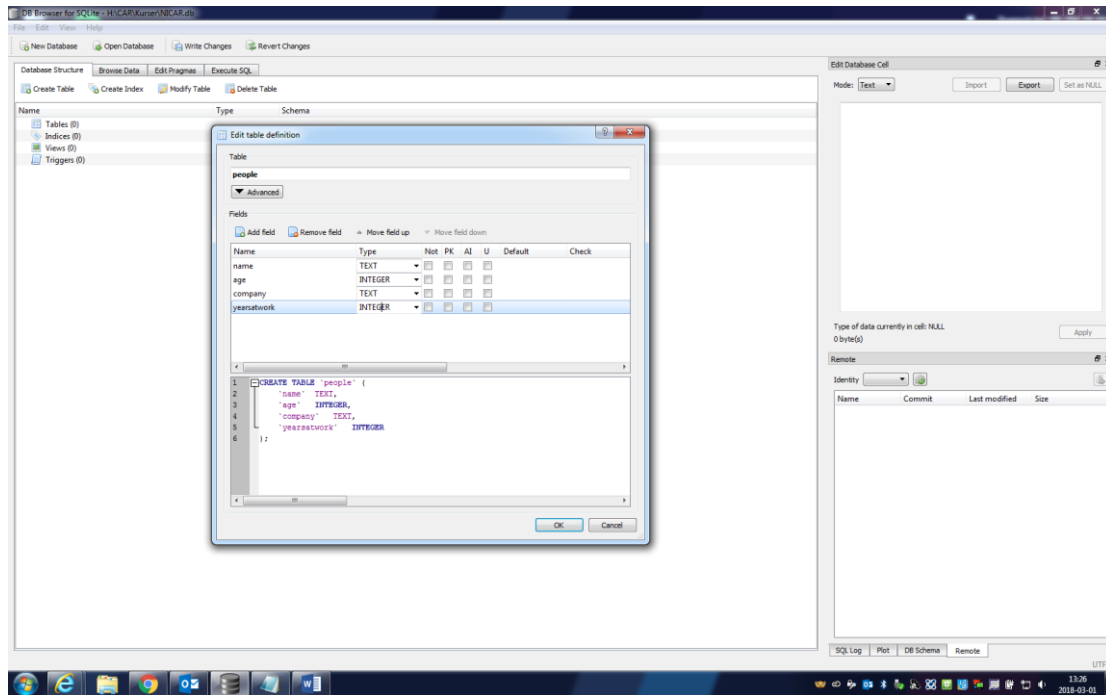 DB Browser for SQLite - H:\CAR\Kurser\NICAR.db
File Edit View Help
New Database Open Database Write Changes Revert Changes
Database Structure Browse Data Edit Pragmas Execute SQL
Create Table Create Index Modify Table Delete Table
Name Type Schema
Tables (0)
Indices (0)
Views (0)
Triggers (0)
Edit table definition
Table
people
Advanced
Fields
Add field Remove field Move field up Move field down
Name Type Not PK AI U Default Check
name TEXT
age INTEGER
company TEXT
yearsatwork INTEGER
1 CREATE TABLE `people` (
2 `name` TEXT,
3 `age` INTEGER,
4 `company` TEXT,
5 `yearsatwork` INTEGER
6 );
OK Cancel
Edit Database Cell
Mode: Text Import Export Set as NULL
Type of data currently in cell: NULL
0 byte(s)
Apply
Remote
Identity
Name Commit Last modified Size
SQL Log Plot DB Schema Remote
UTF
13:26
2018-03-01